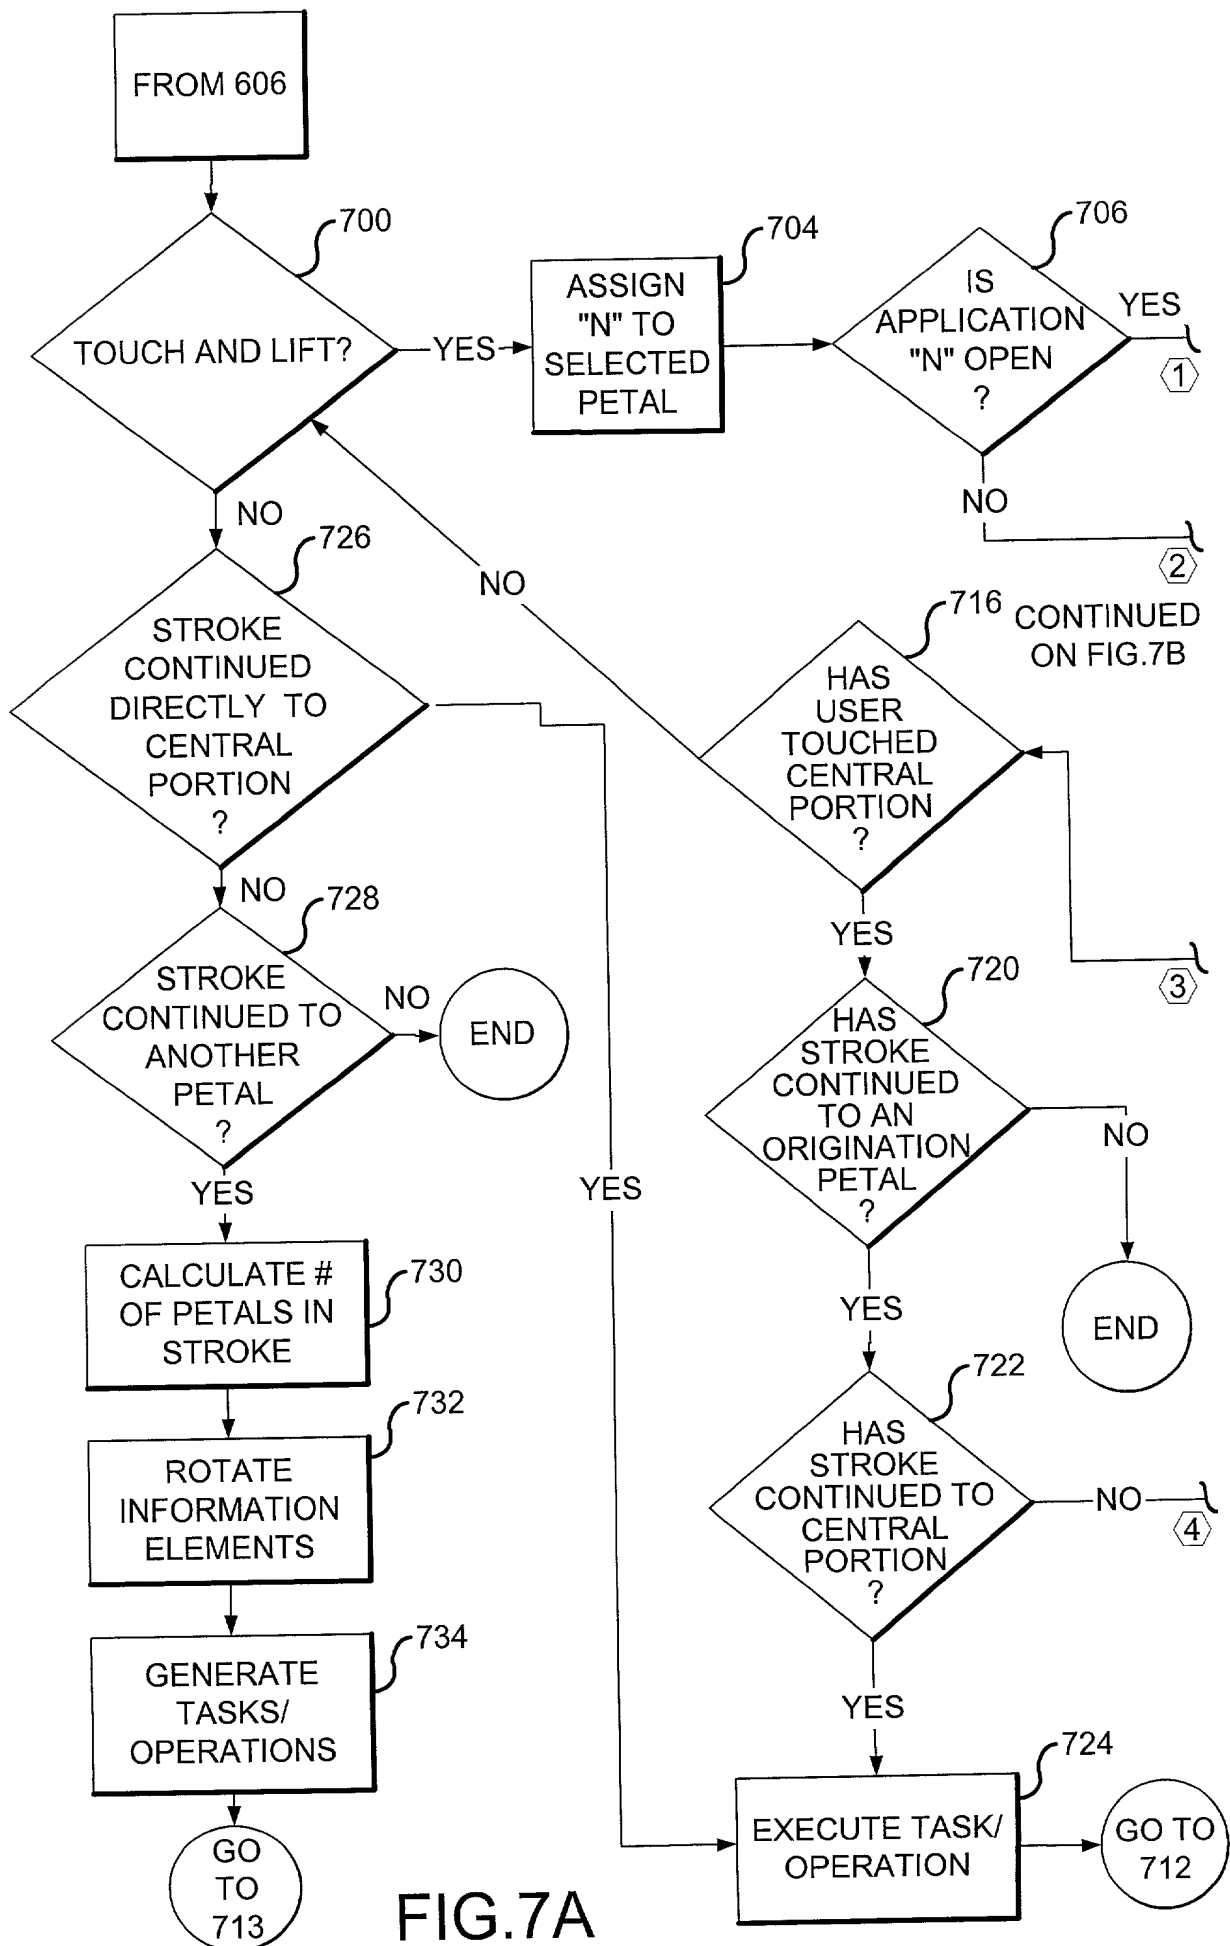 FROM 606
700
TOUCH AND LIFT?
YES
704
ASSIGN
"N" TO
SELECTED
PETAL
706
IS
APPLICATION
"N" OPEN
?
YES
1
NO
2
CONTINUED
ON FIG.7B
NO
726
STROKE
CONTINUED
DIRECTLY TO
CENTRAL
PORTION
?
NO
716
HAS
USER
TOUCHED
CENTRAL
PORTION
?
NO
728
STROKE
CONTINUED TO
ANOTHER
PETAL
?
NO
END
YES
3
720
HAS
STROKE
CONTINUED
TO AN
ORIGINATION
PETAL
?
NO
END
YES
YES
730
CALCULATE #
OF PETALS IN
STROKE
YES
722
HAS
STROKE
CONTINUED TO
CENTRAL
PORTION
?
NO
4
732
ROTATE
INFORMATION
ELEMENTS
734
GENERATE
TASKS/
OPERATIONS
YES
724
EXECUTE TASK/
OPERATION
GO TO
712
GO
TO
713
FIG.7A